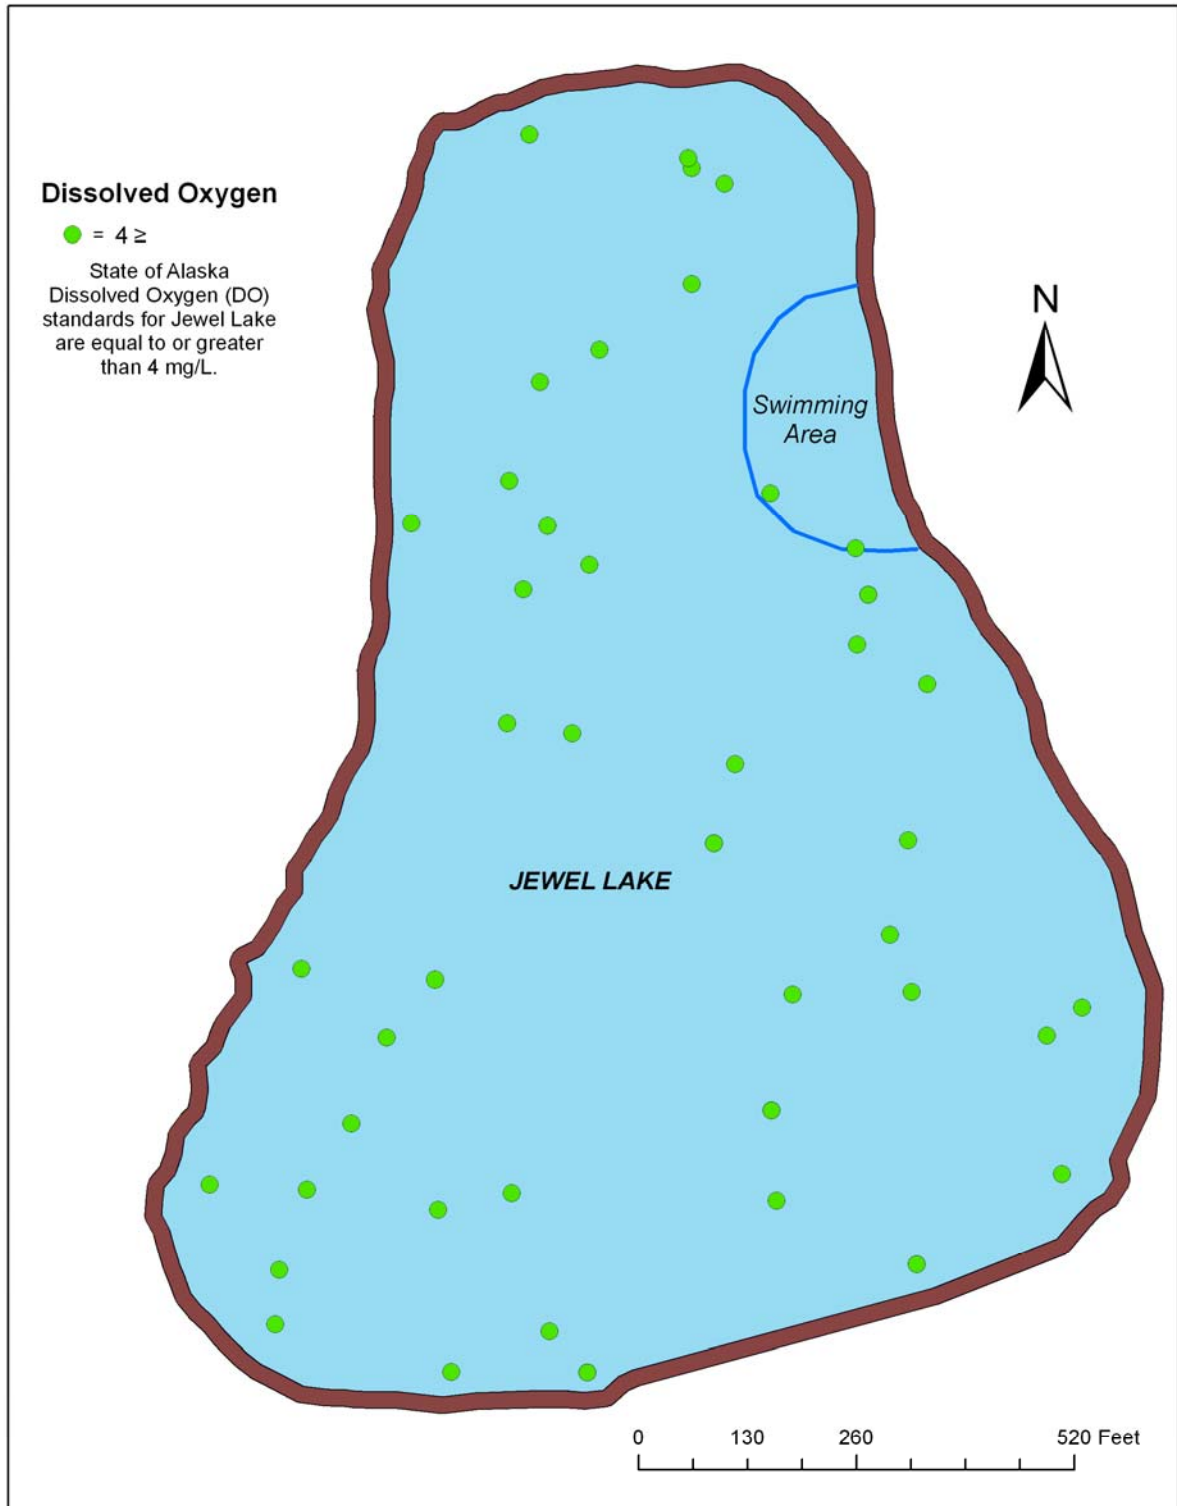 Dissolved Oxygen
= 4 ≥
State of Alaska
Dissolved Oxygen (DO)
standards for Jewel Lake
are equal to or greater
than 4 mg/L.
N
Swimming
Area
JEWEL LAKE
0 130 260 520 Feet